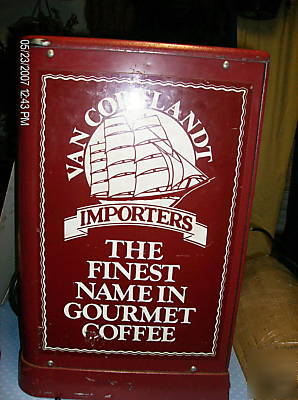 05/23/2007 12:43 PM
VAN CORTLANDT
IMPORTERS
THE
FINEST
NAME IN
GOURMET
COFFEE